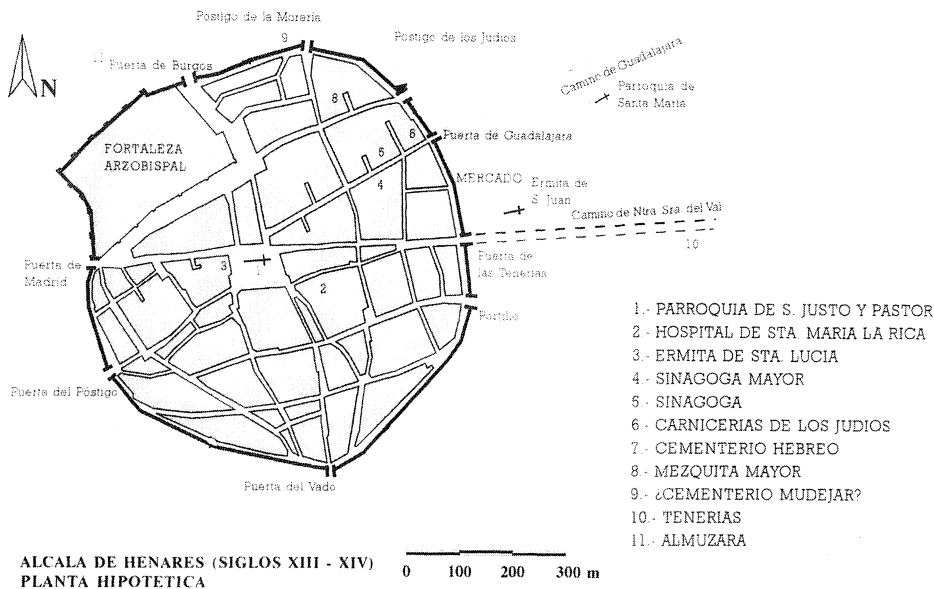 Postigo de la Morería
9
Postigo de los Judios
11
Puerta de Burgos
N
Camino de Guadalajara
Parroquia de
Santa Maria
FORTALEZA
ARZOBISPAL
8
6
Puerta de Guadalajara
5
4
MERCADO
Ermita de
S. Juan
Camino de Ntra Sra. del Val
10
Puerta de
las Tenerias
Puerta de
Madrid
3
1
2
Portillo
Puerta del Póstigo
Puerta del Vado
1.- PARROQUIA DE S. JUSTO Y PASTOR
2.- HOSPITAL DE STA. MARIA LA RICA
3.- ERMITA DE STA. LUCIA
4.- SINAGOGA MAYOR
5.- SINAGOGA
6.- CARNICERIAS DE LOS JUDIOS
7.- CEMENTERIO HEBREO
8.- MEZQUITA MAYOR
9.- ¿CEMENTERIO MUDEJAR?
10.- TENERIAS
11.- ALMUZARA
ALCALA DE HENARES (SIGLOS XIII - XIV)
PLANTA HIPOTETICA
0 100 200 300 m